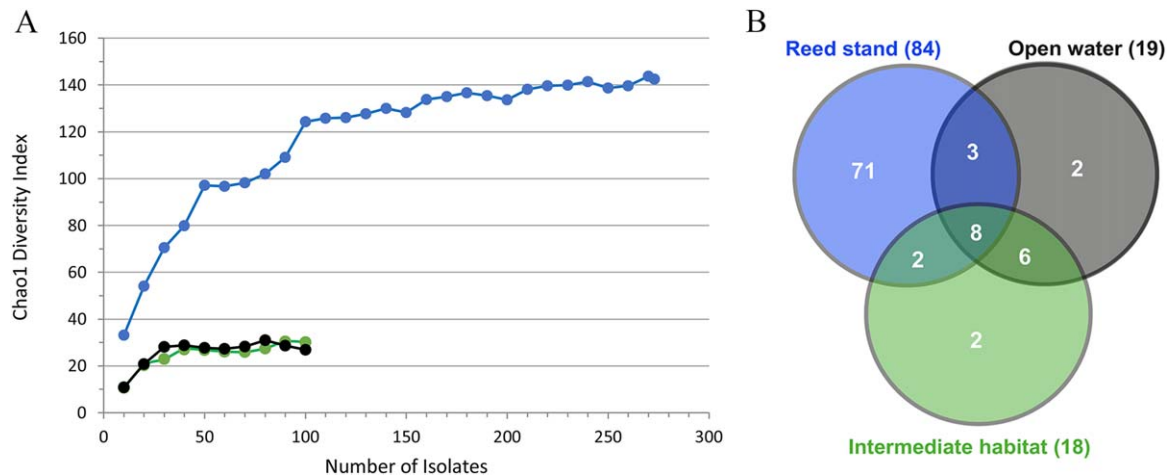 A
160
140
120
100
80
60
40
20
0
Chao1 Diversity Index
0 50 100 150 200 250 300
Number of Isolates
B
Reed stand (84)
Open water (19)
71
3
2
8
2
6
2
Intermediate habitat (18)